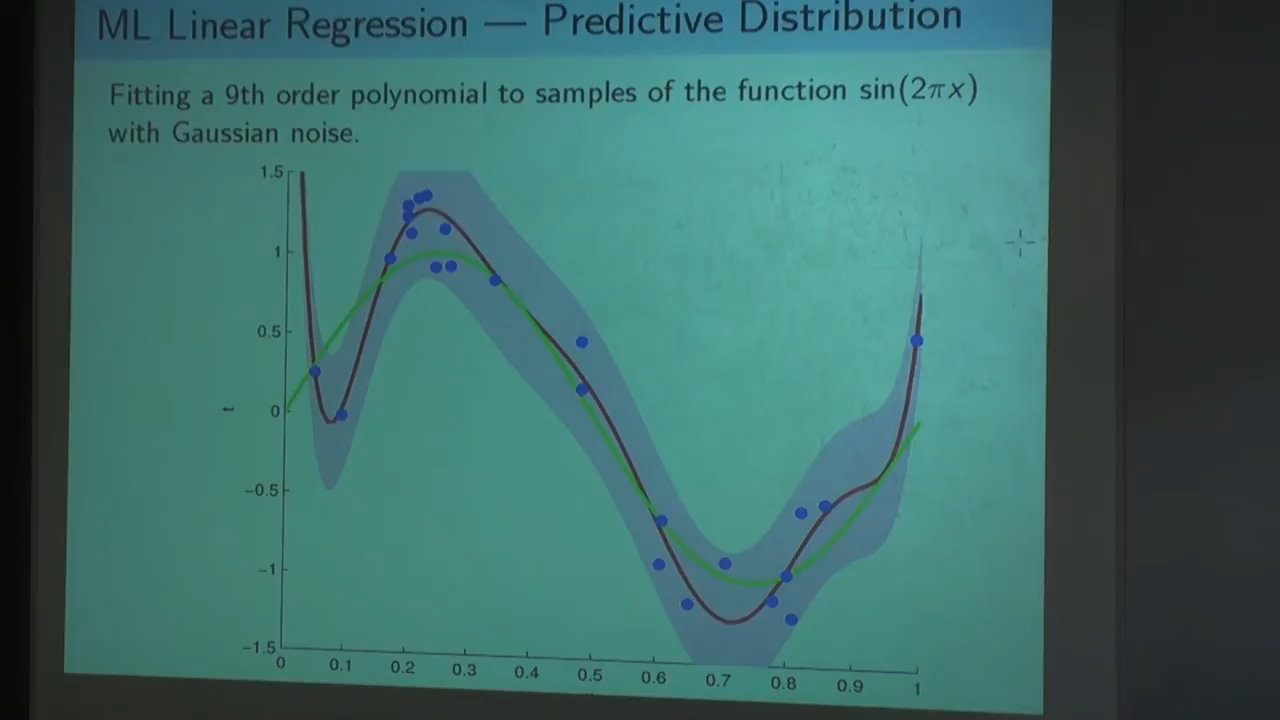 ML Linear Regression — Predictive Distribution
Fitting a 9th order polynomial to samples of the function sin(2πx)
with Gaussian noise.
1.5
1
0.5
t
0
−0.5
−1
−1.5
0 0.1 0.2 0.3 0.4 0.5 0.6 0.7 0.8 0.9 1